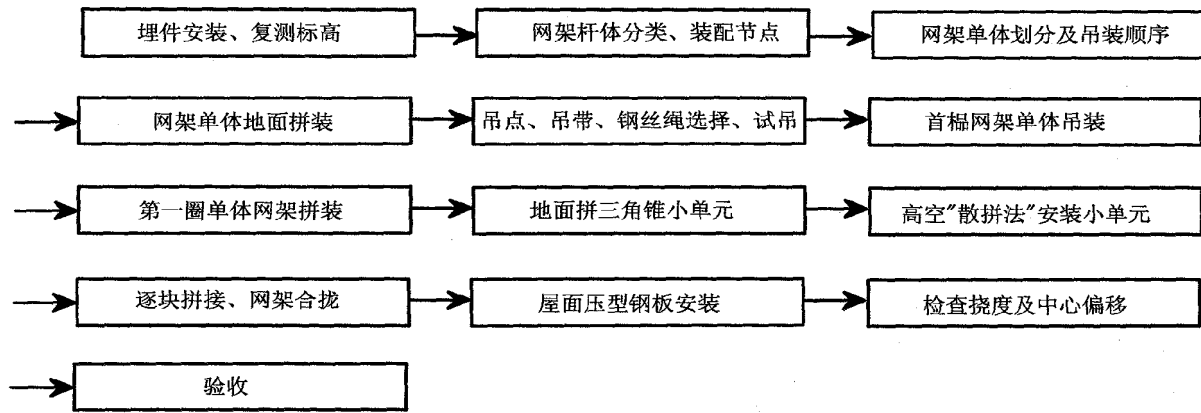 埋件安装、复测标高
网架杆体分类、装配节点
网架单体划分及吊装顺序
网架单体地面拼装
吊点、吊带、钢丝绳选择、试吊
首榀网架单体吊装
第一圈单体网架拼装
地面拼三角锥小单元
高空"散拼法"安装小单元
逐块拼接、网架合拢
屋面压型钢板安装
检查挠度及中心偏移
验收